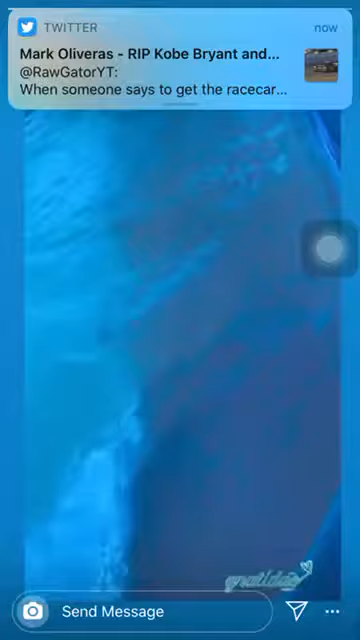 TWITTER
now
Mark Oliveras - RIP Kobe Bryant and...
@RawGatorYT:
When someone says to get the racecar...
Send Message